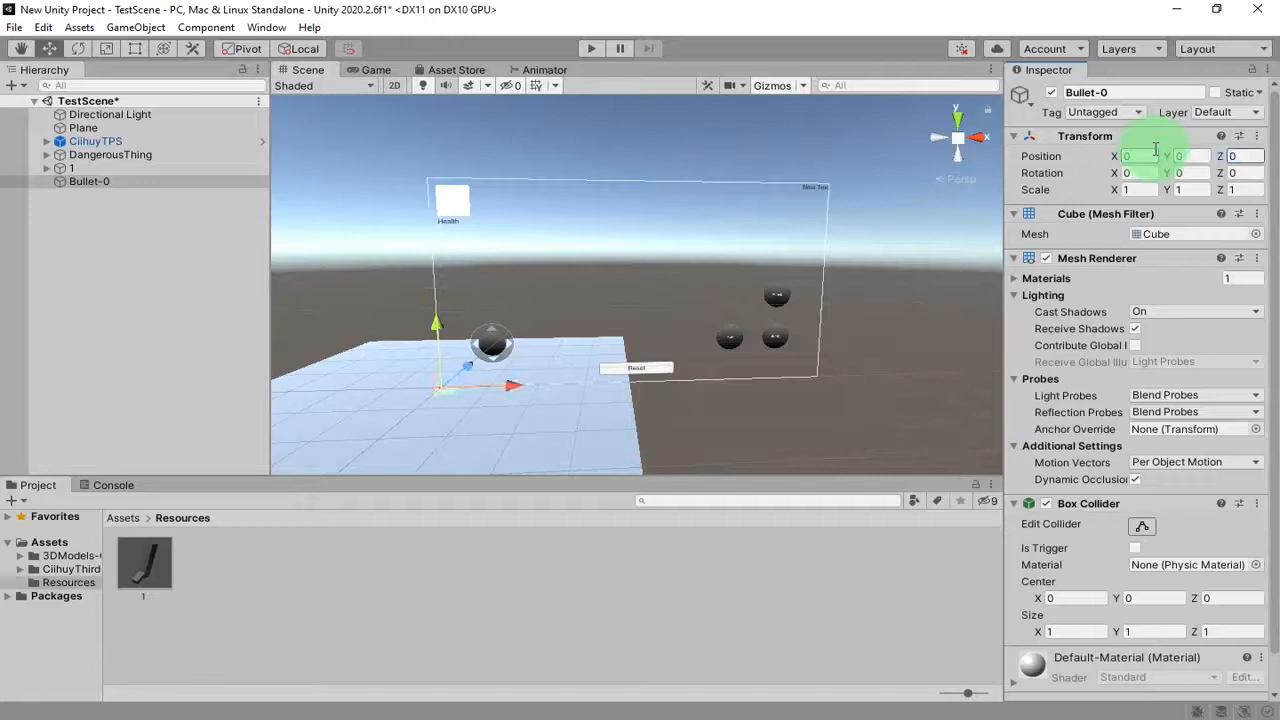 New Unity Project - TestScene - PC, Mac & Linux Standalone - Unity 2020.2.6f1* <DX11 on DX10 GPU>
File Edit Assets GameObject Component Window Help
Pivot Local Account Layers Layout
Hierarchy Scene Game Asset Store Animator Inspector
All Shaded 2D 0 Gizmos All Bullet-0 Static
TestScene*
Directional Light
Plane
CiihuyTPS
DangerousThing
1
Bullet-0
y
x
Persp
Health
Reset
Tag Untagged Layer Default
Transform
Position X 0 Y 0 Z 0
Rotation X 0 Y 0 Z 0
Scale X 1 Y 1 Z 1
Cube (Mesh Filter)
Mesh Cube
Mesh Renderer
Materials 1
Lighting
Cast Shadows On
Receive Shadows
Contribute Global I
Receive Global Illu Light Probes
Probes
Light Probes Blend Probes
Reflection Probes Blend Probes
Anchor Override None (Transform)
Additional Settings
Motion Vectors Per Object Motion
Dynamic Occlusion
Box Collider
Edit Collider
Is Trigger
Material None (Physic Material)
Center
X 0 Y 0 Z 0
Size
X 1 Y 1 Z 1
Default-Material (Material)
Shader Standard Edit...
Project Console
9
Favorites
Assets
3DModels-
CiihuyThird
Resources
Packages
Assets > Resources
1